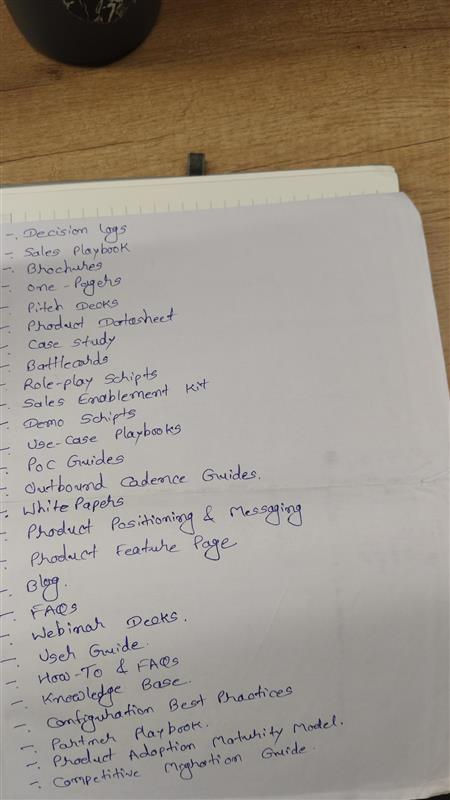 - Decision logs
- Sales Playbook
- Brochures
- One-Pagers
- Pitch Decks
- Product Datasheet
- Case Study
- Battlecards
- Role-play Scripts
- Sales Enablement Kit
- Demo Scripts
- Use-Case Playbooks
- PoC Guides
- Outbound Cadence Guides.
- White Papers
- Product Positioning & Messaging
- Product Feature Page
- Blog.
- FAQs
- Webinar Decks.
- User Guide.
- How-To & FAQs
- Knowledge Base.
- Configuration Best Practices
- Partner Playbook.
- Product Adoption Maturity Model.
- Competitive Migration Guide.